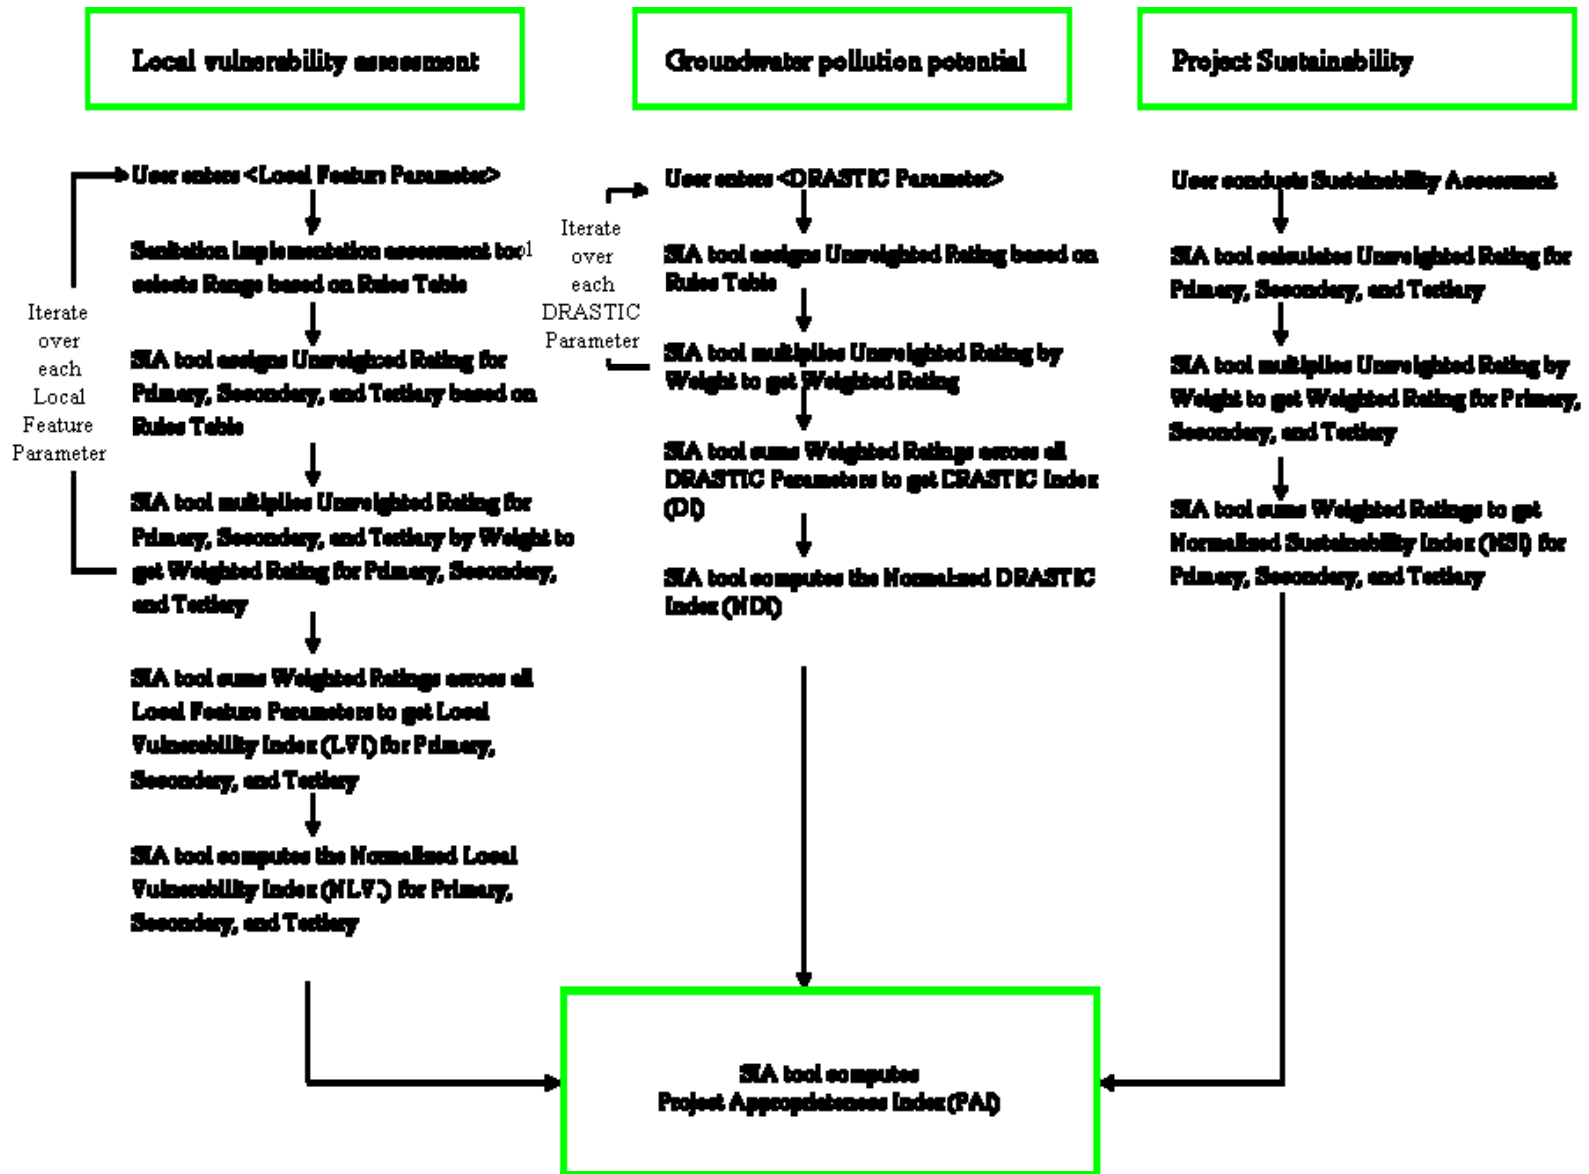 Local vulnerability assessment
Groundwater pollution potential
Project Sustainability
User enters <Local Feature Parameter>
Sanitation implementation assessment tool
selects Range based on Rules Table
SIA tool assigns Unweighted Rating for
Primary, Secondary, and Tertiary based on
Rules Table
SIA tool multiplies Unweighted Rating for
Primary, Secondary, and Tertiary by Weight to
get Weighted Rating for Primary, Secondary,
and Tertiary
Iterate
over
each
Local
Feature
Parameter
SIA tool sums Weighted Ratings across all
Local Feature Parameters to get Local
Vulnerability Index (LVI) for Primary,
Secondary, and Tertiary
SIA tool computes the Normalized Local
Vulnerability Index (NLVI) for Primary,
Secondary, and Tertiary
User enters <DRASTIC Parameter>
Iterate
over
each
DRASTIC
Parameter
SIA tool assigns Unweighted Rating based on
Rules Table
SIA tool multiplies Unweighted Rating by
Weight to get Weighted Rating
SIA tool sums Weighted Ratings across all
DRASTIC Parameters to get DRASTIC Index
(DI)
SIA tool computes the Normalized DRASTIC
Index (NDI)
User conducts Sustainability Assessment
SIA tool calculates Unweighted Rating for
Primary, Secondary, and Tertiary
SIA tool multiplies Unweighted Rating by
Weight to get Weighted Rating for Primary,
Secondary, and Tertiary
SIA tool sums Weighted Ratings to get
Normalized Sustainability Index (NSI) for
Primary, Secondary, and Tertiary
SIA tool computes
Project Appropriateness Index (PAI)